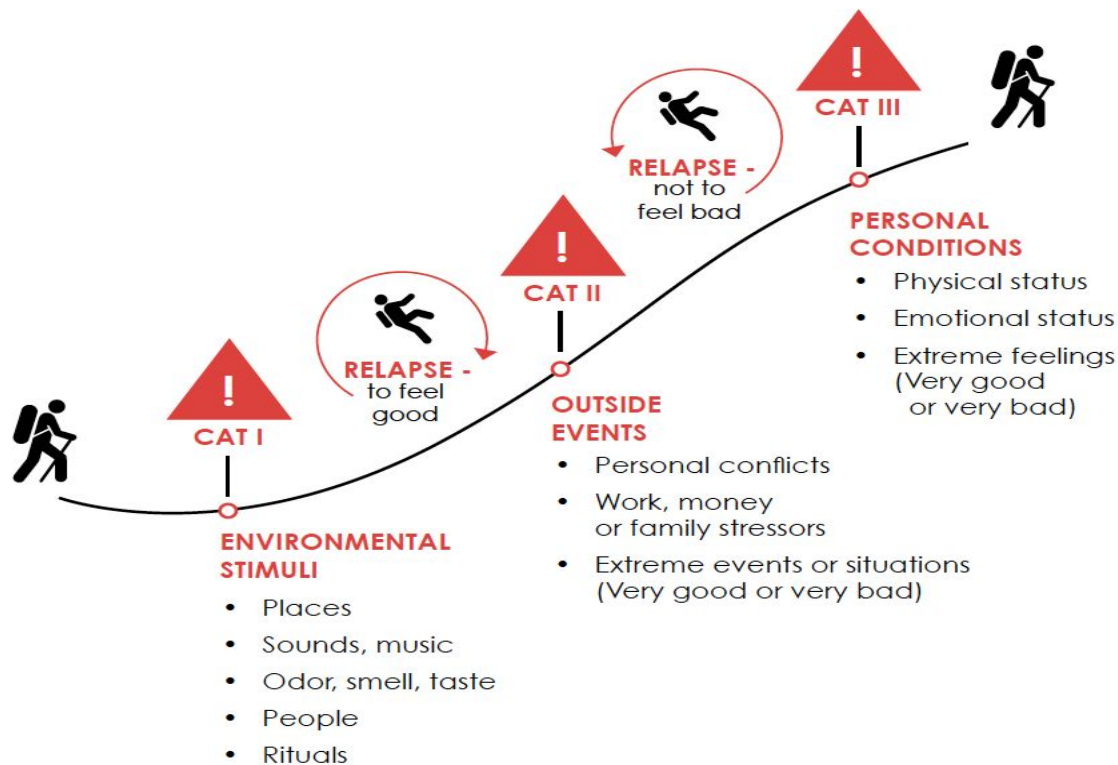 !
CAT I
ENVIRONMENTAL
STIMULI
• Places
• Sounds, music
• Odor, smell, taste
• People
• Rituals
RELAPSE -
to feel
good
!
CAT II
OUTSIDE
EVENTS
• Personal conflicts
• Work, money
or family stressors
• Extreme events or situations
(Very good or very bad)
RELAPSE -
not to
feel bad
!
CAT III
PERSONAL
CONDITIONS
• Physical status
• Emotional status
• Extreme feelings
(Very good
or very bad)